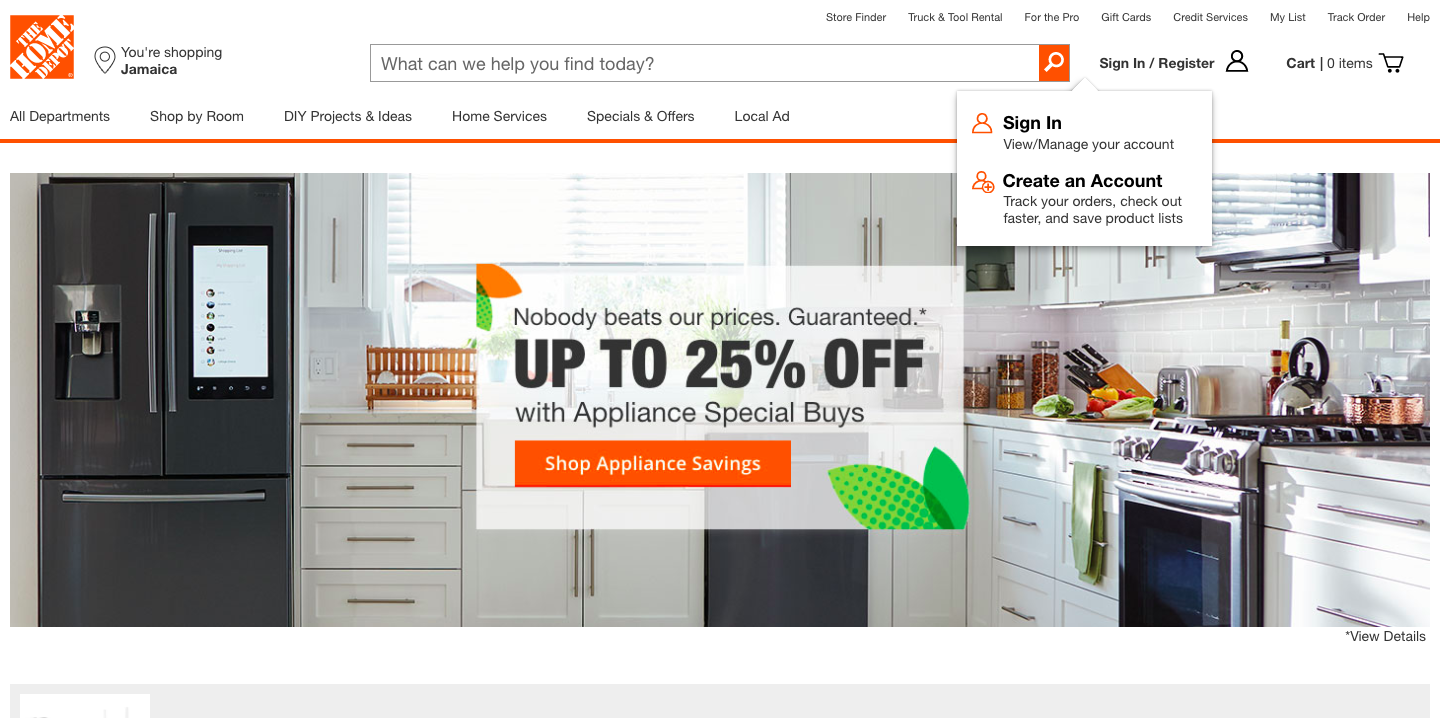 Store Finder
Truck & Tool Rental
For the Pro
Gift Cards
Credit Services
My List
Track Order
Help
THE
HOME
DEPOT
You're shopping
Jamaica
What can we help you find today?
Sign In / Register
Cart | 0 items
All Departments
Shop by Room
DIY Projects & Ideas
Home Services
Specials & Offers
Local Ad
Sign In
View/Manage your account
Create an Account
Track your orders, check out
faster, and save product lists
Shopping List
Nobody beats our prices. Guaranteed.*
UP TO 25% OFF
with Appliance Special Buys
Shop Appliance Savings
*View Details